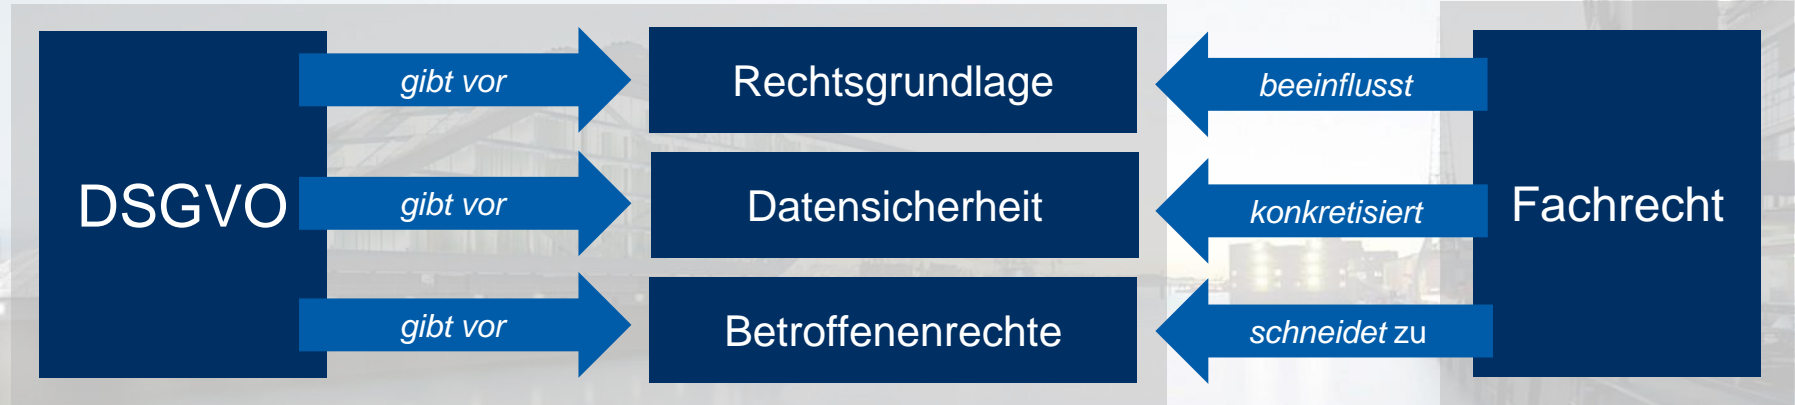 DSGVO
gibt vor
Rechtsgrundlage
beeinflusst
gibt vor
Datensicherheit
konkretisiert
Fachrecht
gibt vor
Betroffenenrechte
schneidet zu